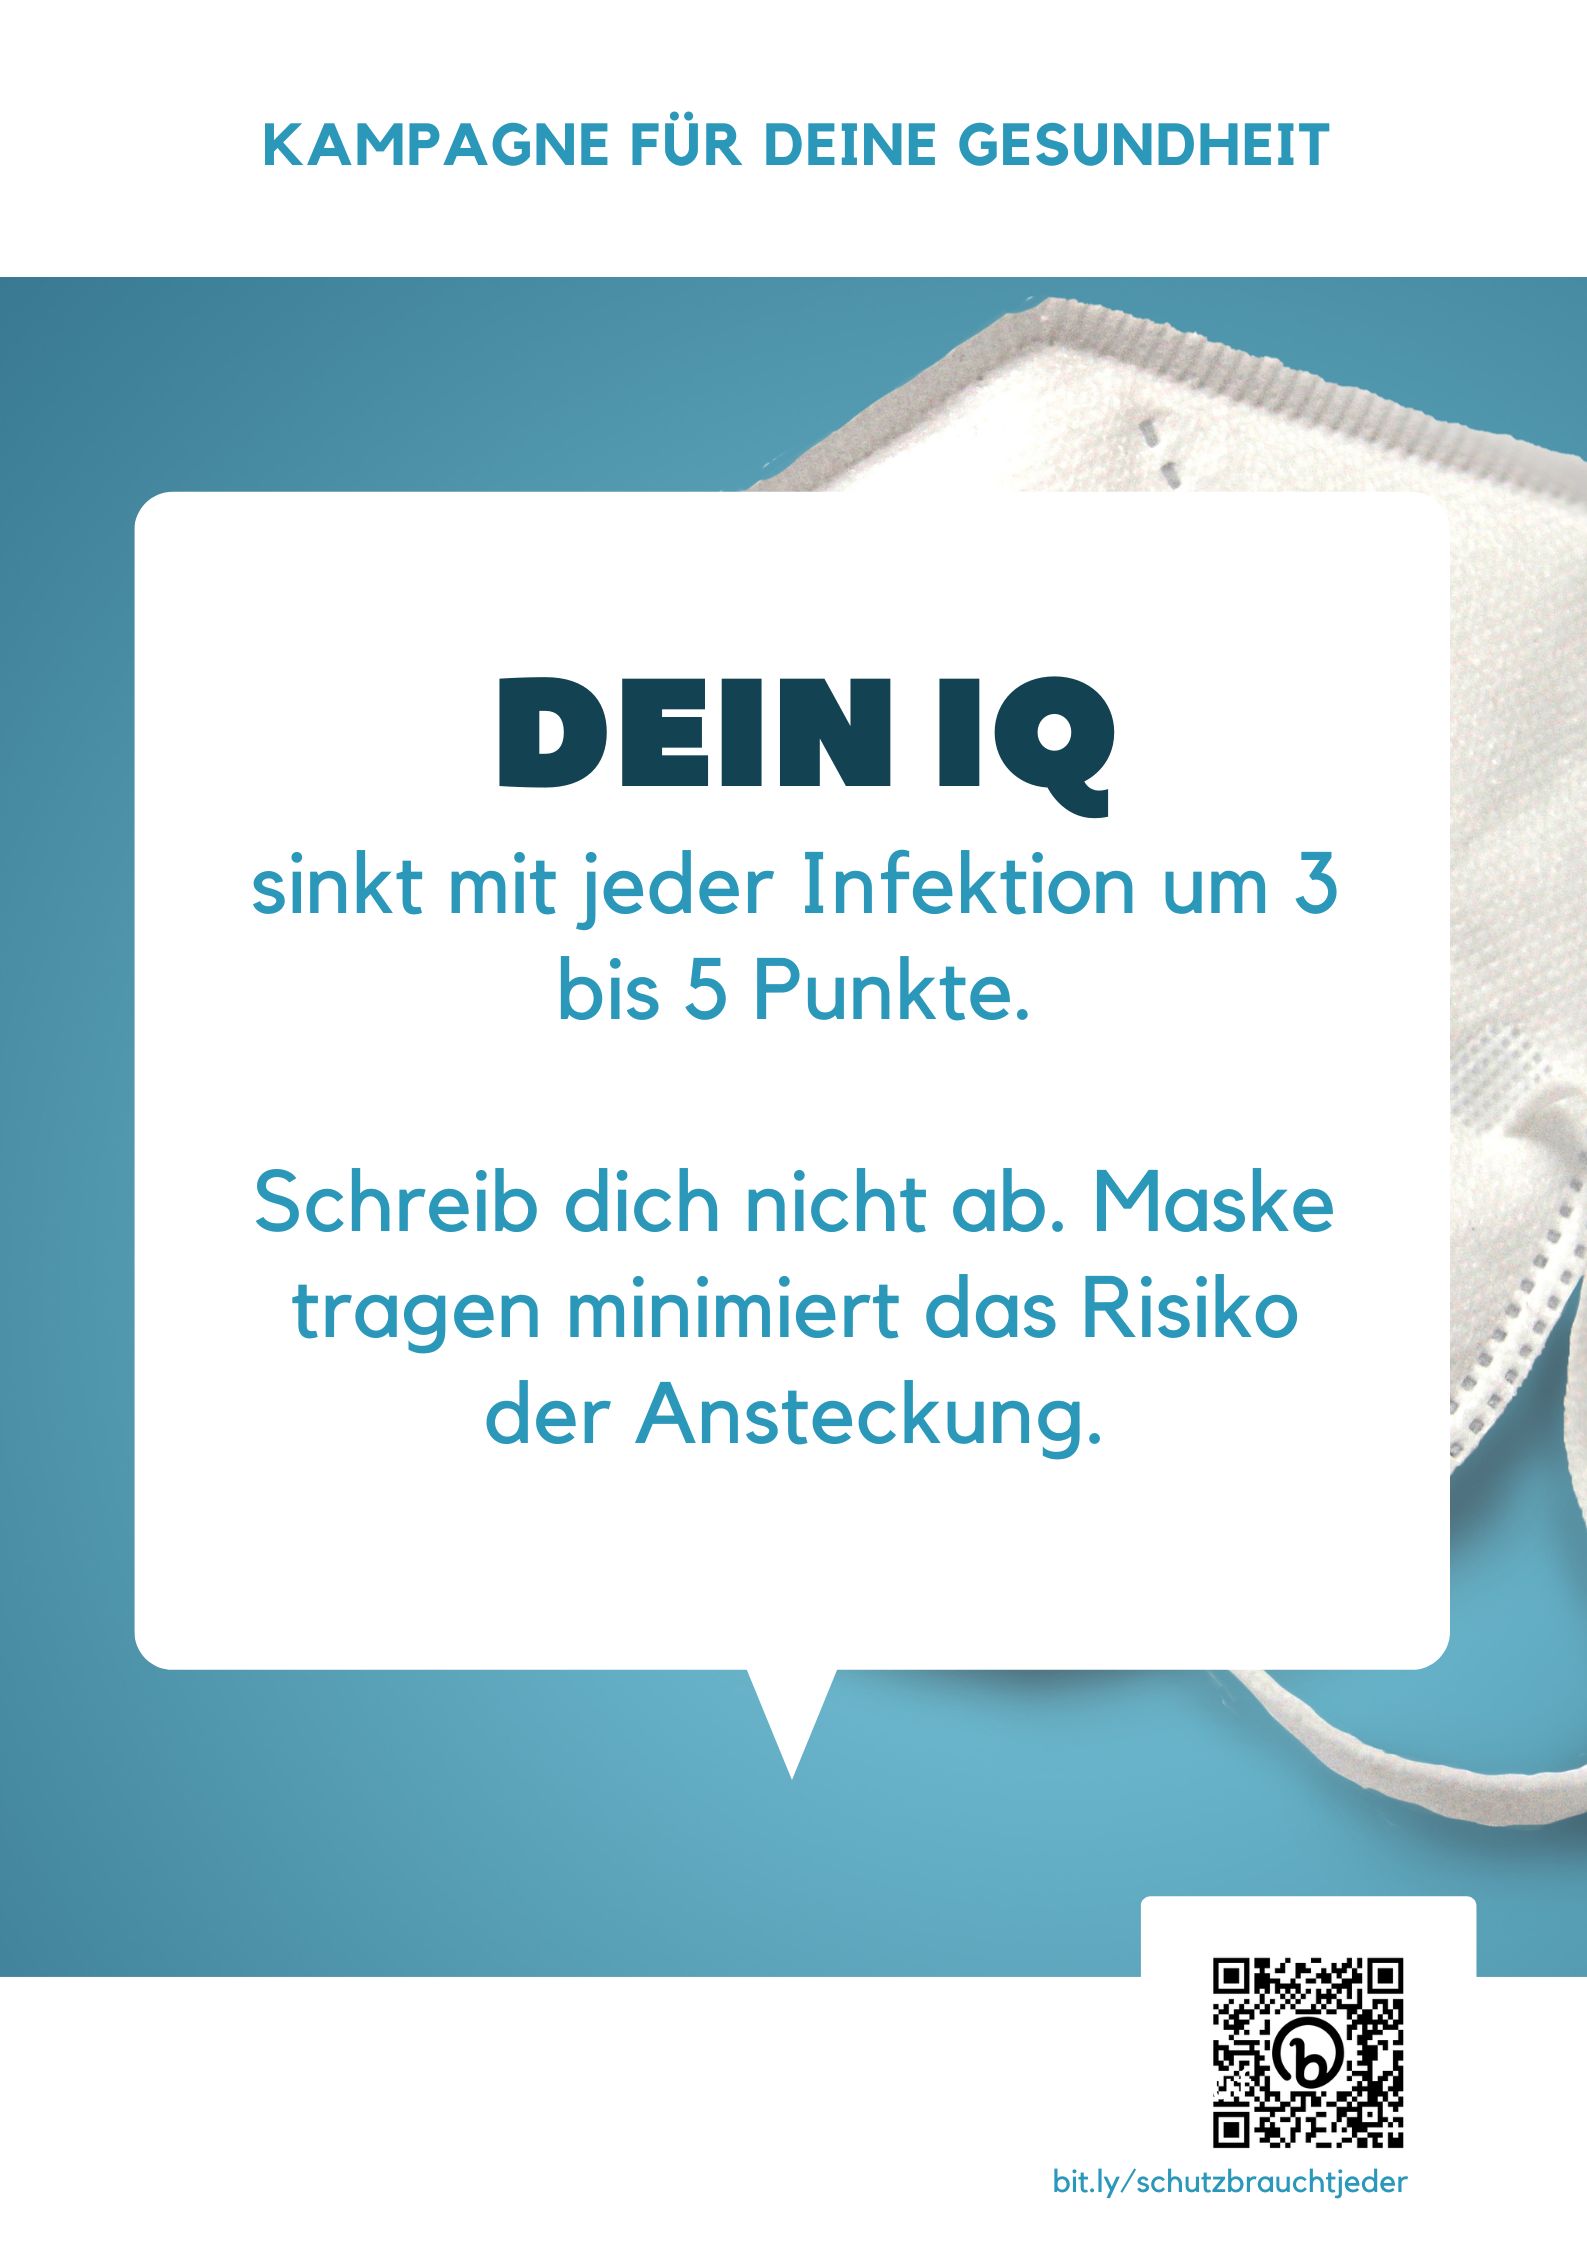 KAMPAGNE FÜR DEINE GESUNDHEIT
DEIN IQ
sinkt mit jeder Infektion um 3
bis 5 Punkte.
Schreib dich nicht ab. Maske
tragen minimiert das Risiko
der Ansteckung.
b
bit.ly/schutzbrauchtjeder